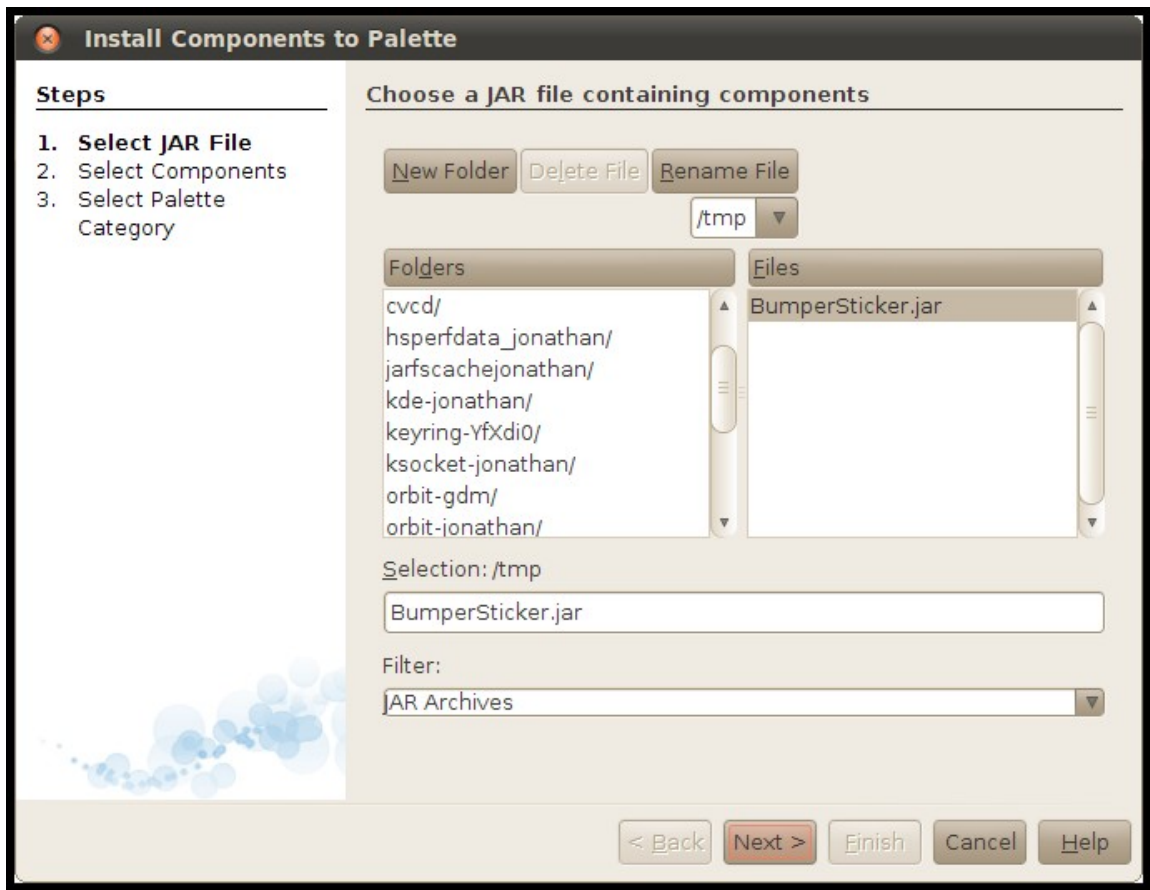 Install Components to Palette
Steps
1. Select JAR File
2. Select Components
3. Select Palette
Category
Choose a JAR file containing components
New Folder Delete File Rename File
/tmp
Folders
cvcd/
hsperfdata_jonathan/
jarfscachejonathan/
kde-jonathan/
keyring-YfXdi0/
ksocket-jonathan/
orbit-gdm/
orbit-jonathan/
Files
BumperSticker.jar
Selection: /tmp
BumperSticker.jar
Filter:
JAR Archives
< Back Next > Finish Cancel Help